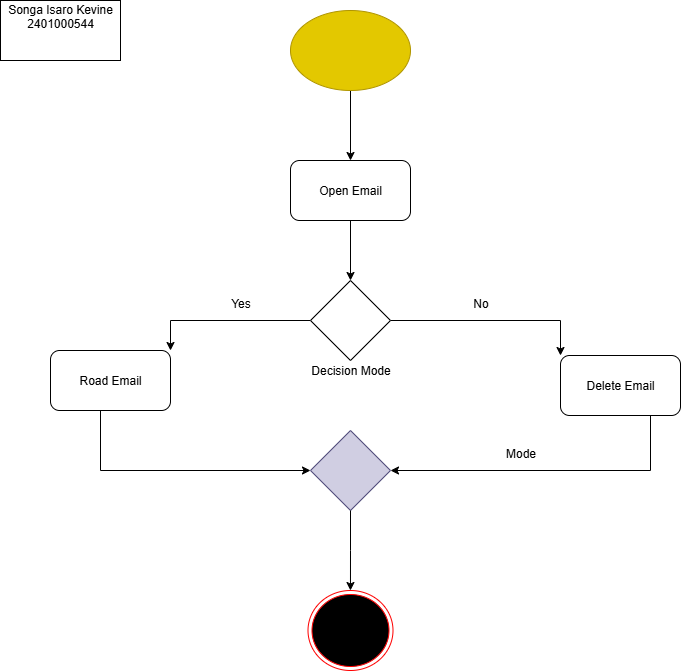 Songa Isaro Kevine
2401000544
Open Email
Yes
No
Decision Mode
Road Email
Delete Email
Mode